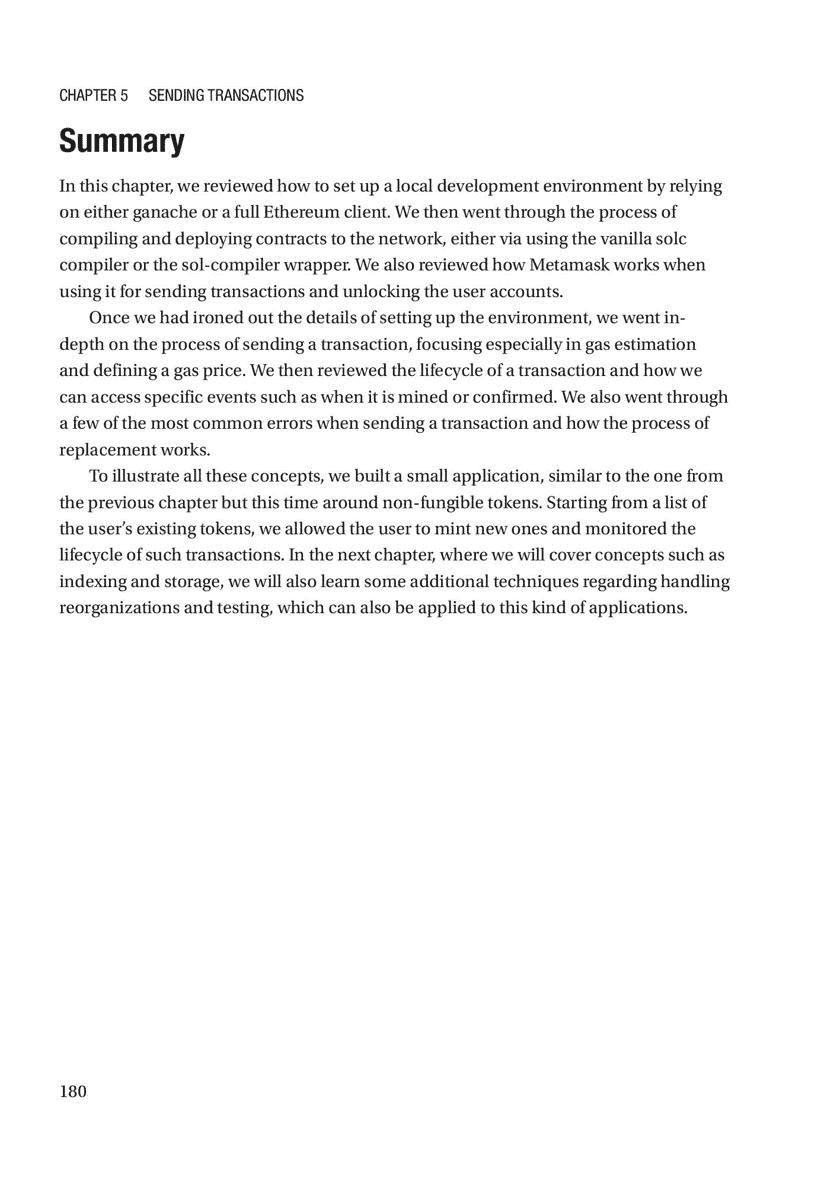 CHAPTER 5 SENDING TRANSACTIONS
Summary
In this chapter, we reviewed how to set up a local development environment by relying
on either ganache or a full Ethereum client. We then went through the process of
compiling and deploying contracts to the network, either via using the vanilla solc
compiler or the sol-compiler wrapper. We also reviewed how Metamask works when
using it for sending transactions and unlocking the user accounts.
Once we had ironed out the details of setting up the environment, we went in-
depth on the process of sending a transaction, focusing especially in gas estimation
and defining a gas price. We then reviewed the lifecycle of a transaction and how we
can access specific events such as when it is mined or confirmed. We also went through
a few of the most common errors when sending a transaction and how the process of
replacement works.
To illustrate all these concepts, we built a small application, similar to the one from
the previous chapter but this time around non-fungible tokens. Starting from a list of
the user’s existing tokens, we allowed the user to mint new ones and monitored the
lifecycle of such transactions. In the next chapter, where we will cover concepts such as
indexing and storage, we will also learn some additional techniques regarding handling
reorganizations and testing, which can also be applied to this kind of applications.
180